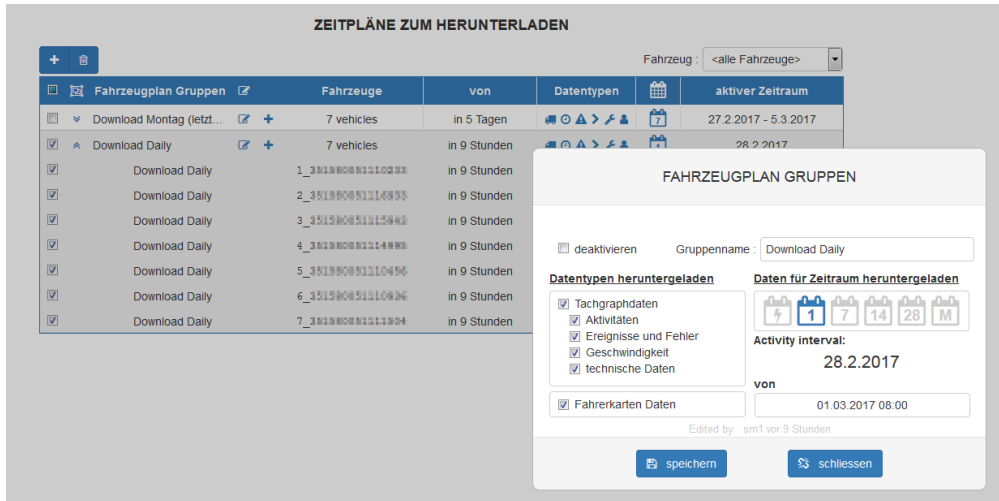 ZEITPLÄNE ZUM HERUNTERLADEN
Fahrzeug : <alle Fahrzeuge>
Fahrzeugplan Gruppen Fahrzeuge von Datentypen aktiver Zeitraum
Download Montag (letzt... 7 vehicles in 5 Tagen 7 27.2.2017 - 5.3.2017
Download Daily 7 vehicles in 9 Stunden 1 28.2.2017
Download Daily in 9 Stunden
Download Daily in 9 Stunden
Download Daily in 9 Stunden
Download Daily in 9 Stunden
Download Daily in 9 Stunden
Download Daily in 9 Stunden
Download Daily in 9 Stunden
FAHRZEUGPLAN GRUPPEN
deaktivieren Gruppenname : Download Daily
Datentypen heruntergeladen
Tachgraphdaten
Aktivitäten
Ereignisse und Fehler
Geschwindigkeit
technische Daten
Fahrerkarten Daten
Daten für Zeitraum heruntergeladen
1 7 14 28 M
Activity interval:
28.2.2017
von
01.03.2017 08:00
Edited by sm1 vor 9 Stunden
speichern schliessen